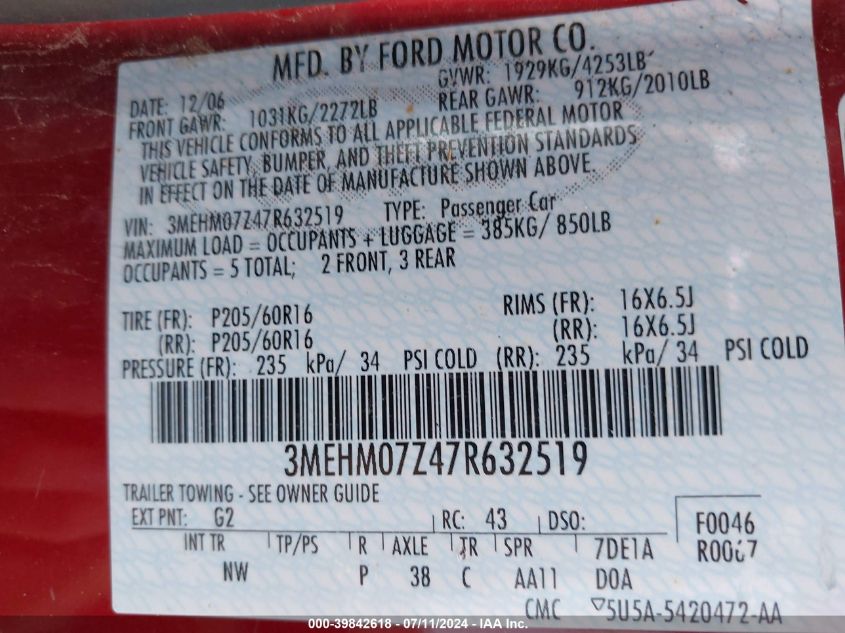 MFD. BY FORD MOTOR CO.
DATE: 12/06 GVWR: 1929KG/4253LB
FRONT GAWR: 1031KG/2272LB REAR GAWR: 912KG/2010LB
THIS VEHICLE CONFORMS TO ALL APPLICABLE FEDERAL MOTOR
VEHICLE SAFETY, BUMPER, AND THEFT PREVENTION STANDARDS
IN EFFECT ON THE DATE OF MANUFACTURE SHOWN ABOVE.
VIN: 3MEHM07Z47R632519 TYPE: Passenger Car
MAXIMUM LOAD = OCCUPANTS + LUGGAGE = 385KG/ 850LB
OCCUPANTS = 5 TOTAL; 2 FRONT, 3 REAR
TIRE (FR): P205/60R16 RIMS (FR): 16X6.5J
(RR): P205/60R16 (RR): 16X6.5J
PRESSURE (FR): 235 kPa/ 34 PSI COLD (RR): 235 kPa/ 34 PSI COLD
3MEHM07Z47R632519
TRAILER TOWING - SEE OWNER GUIDE
EXT PNT: G2 RC: 43 DSO: F0046
INT TR TP/PS R AXLE TR SPR 7DE1A R0067
NW P 38 C AA11 D0A
CMC 5U5A-5420472-AA
000-39842618 - 07/11/2024 - IAA Inc.